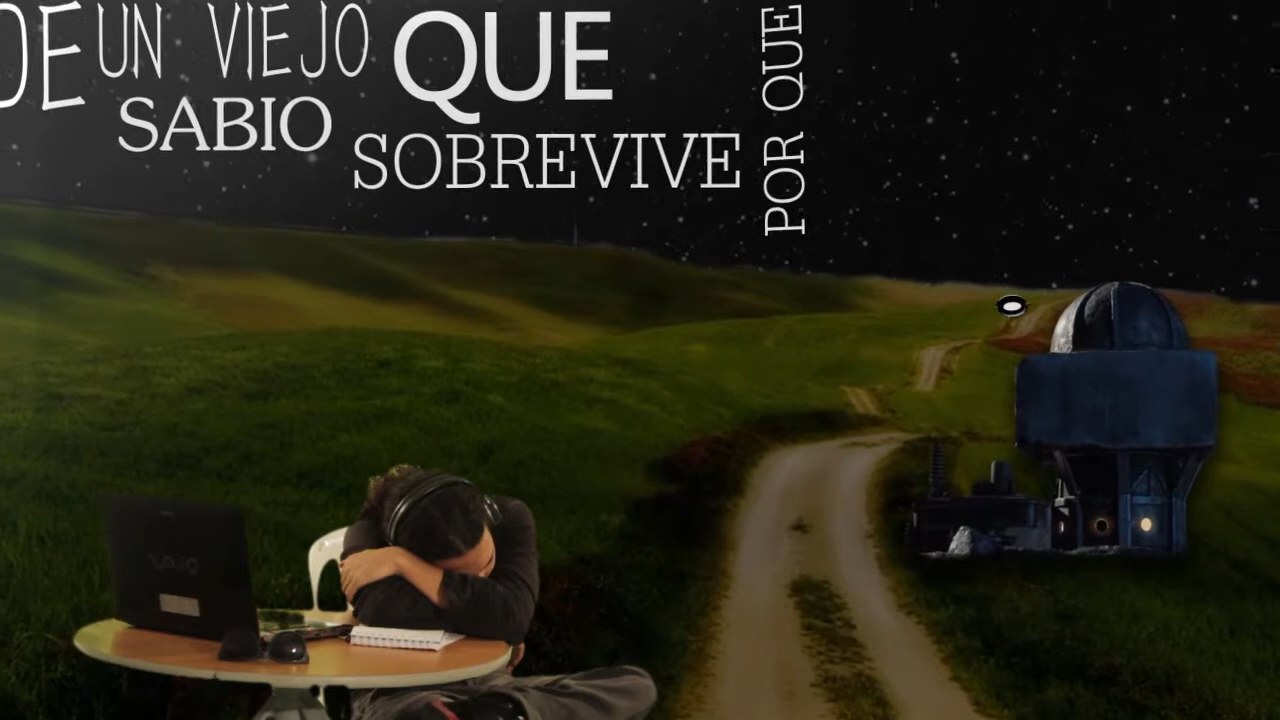 DE UN VIEJO QUE
SABIO
SOBREVIVE
POR QUE
VAIO